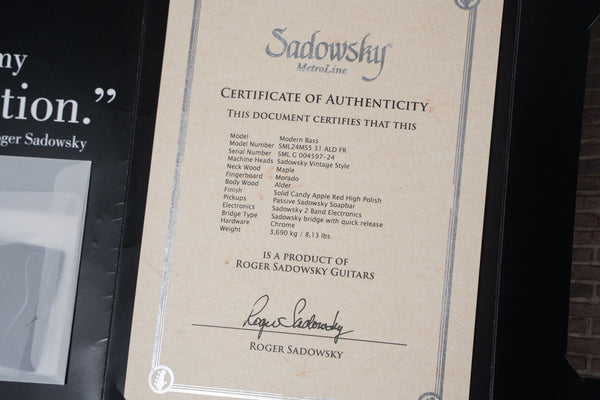 my
tion.”
oger Sadowsky
Sadowsky®
MetroLine
CERTIFICATE OF AUTHENTICITY
THIS DOCUMENT CERTIFIES THAT THIS
Model Modern Bass
Model Number SML24M5S 31 ALD FR
Serial Number SML G 004597-24
Machine Heads Sadowsky Vintage Style
Neck Wood Maple
Fingerboard Morado
Body Wood Alder
Finish Solid Candy Apple Red High Polish
Pickups Passive Sadowsky Soapbar
Electronics Sadowsky 2 Band Electronics
Bridge Type Sadowsky bridge with quick release
Hardware Chrome
Weight 3,690 kg / 8,13 lbs
IS A PRODUCT OF
ROGER SADOWSKY GUITARS
Roger Sadowsky
ROGER SADOWSKY